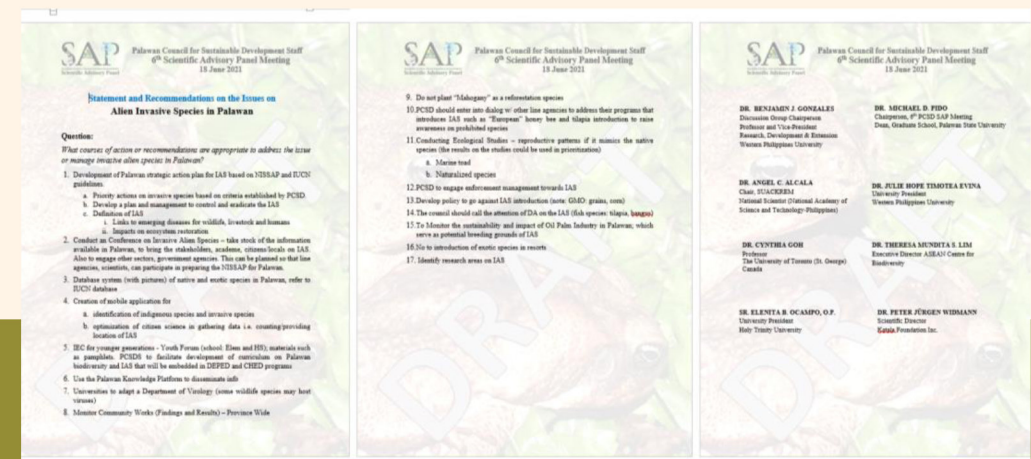 SAP
Scientific Advisory Panel
Palawan Council for Sustainable Development Staff
6th Scientific Advisory Panel Meeting
18 June 2021
Statement and Recommendations on the Issues on
Alien Invasive Species in Palawan
Question:
What courses of action or recommendations are appropriate to address the issue
or manage invasive alien species in Palawan?
1. Development of Palawan strategic action plan for IAS based on NISSAP and IUCN
guidelines.
a. Priority actions on invasive species based on criteria established by PCSD
b. Develop a plan and management to control and eradicate the IAS
c. Definition of IAS
i. Links to emerging diseases for wildlife, livestock and humans
ii. Impacts on ecosystem restoration
2. Conduct an Conference on Invasive Alien Species – take stock of the information
available in Palawan, to bring the stakeholders, academe, citizens/locals on IAS.
Also to engage other sectors, government agencies. This can be planned so that line
agencies, scientists, can participate in preparing the NISSAP for Palawan.
3. Database system (with pictures) of native and exotic species in Palawan, refer to
IUCN database
4. Creation of mobile application for
a. identification of indigenous species and invasive species
b. optimization of citizen science in gathering data i.e. counting/providing
location of IAS
5. IEC for younger generations - Youth Forum (school: Elem and HS); materials such
as pamphlets. PCSDS to facilitate development of curriculum on Palawan
biodiversity and IAS that will be embedded in DEPED and CHED programs
6. Use the Palawan Knowledge Platform to disseminate info
7. Universities to adapt a Department of Virology (some wildlife species may host
viruses)
8. Monitor Community Works (Findings and Results) – Province Wide
DRAFT
SAP
Scientific Advisory Panel
Palawan Council for Sustainable Development Staff
6th Scientific Advisory Panel Meeting
18 June 2021
9. Do not plant "Mahogany" as a reforestation species
10.PCSD should enter into dialog w/ other line agencies to address their programs that
introduces IAS such as "European" honey bee and tilapia introduction to raise
awareness on prohibited species
11.Conducting Ecological Studies – reproductive patterns if it mimics the native
species (the results on the studies could be used in prioritization)
a. Marine toad
b. Naturalized species
12.PCSD to engage enforcement management towards IAS
13.Develop policy to go against IAS introduction (note: GMO: grains, corn)
14.The council should call the attention of DA on the IAS (fish species: tilapia, bangus)
15.To Monitor the sustainability and impact of Oil Palm Industry in Palawan, which
serve as potential breeding grounds of IAS
16.No to introduction of exotic species in resorts
17. Identify research areas on IAS
DRAFT
SAP
Scientific Advisory Panel
Palawan Council for Sustainable Development Staff
6th Scientific Advisory Panel Meeting
18 June 2021
DR. BENJAMIN J. GONZALES
Discussion Group Chairperson
Professor and Vice-President
Research, Development & Extension
Western Philippines University
DR. MICHAEL D. PIDO
Chairperson, 6th PCSD SAP Meeting
Dean, Graduate School, Palawan State University
DR. ANGEL C. ALCALA
Chair, SUACKREM
National Scientist (National Academy of
Science and Technology-Philippines)
DR. JULIE HOPE TIMOTEA EVINA
University President
Western Philippines University
DR. CYNTHIA GOH
Professor
The University of Toronto (St. George)
Canada
DR. THERESA MUNDITA S. LIM
Executive Director ASEAN Centre for
Biodiversity
SR. ELENITA B. OCAMPO, O.P.
University President
Holy Trinity University
DR. PETER JÜRGEN WIDMANN
Scientific Director
Katala Foundation Inc.
DRAFT